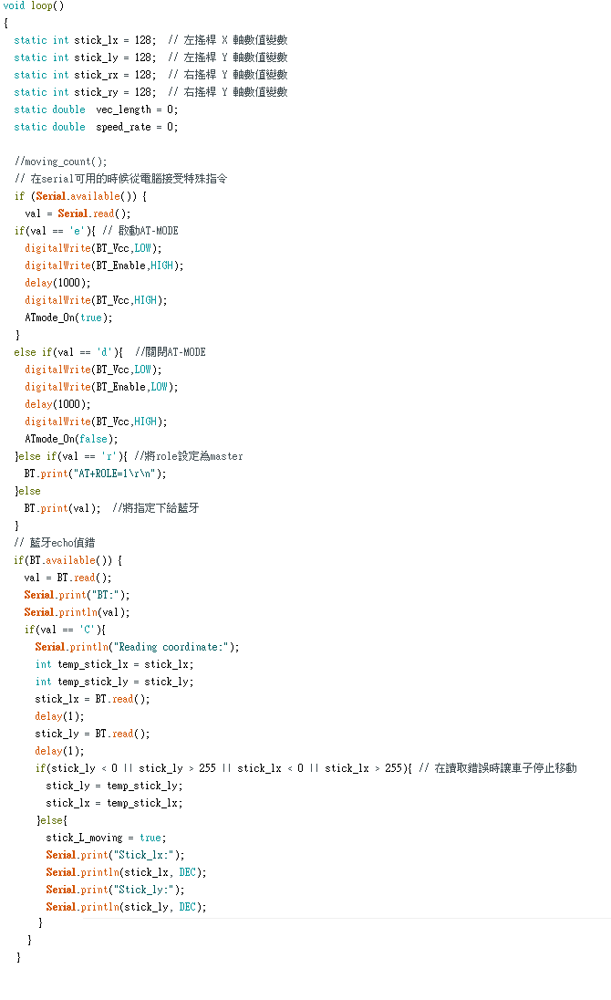 void loop()
{
static int stick_lx = 128;  // 左搖桿 X 軸數值變數
static int stick_ly = 128;  // 左搖桿 Y 軸數值變數
static int stick_rx = 128;  // 右搖桿 Y 軸數值變數
static int stick_ry = 128;  // 右搖桿 Y 軸數值變數
static double  vec_length = 0;
static double  speed_rate = 0;
//moving_count();
// 在serial可用的時候從電腦接受特殊指令
if (Serial.available()) {
val = Serial.read();
if(val == 'e'){ // 啟動AT-MODE
digitalWrite(BT_Vcc,LOW);
digitalWrite(BT_Enable,HIGH);
delay(1000);
digitalWrite(BT_Vcc,HIGH);
ATmode_On(true);
}
else if(val == 'd'){  //關閉AT-MODE
digitalWrite(BT_Vcc,LOW);
digitalWrite(BT_Enable,LOW);
delay(1000);
digitalWrite(BT_Vcc,HIGH);
ATmode_On(false);
}else if(val == 'r'){ //將role設定為master
BT.print("AT+ROLE=1\r\n");
}else
BT.print(val);  //將指定下給藍牙
}
// 藍牙echo偵錯
if(BT.available()) {
val = BT.read();
Serial.print("BT:");
Serial.println(val);
if(val == 'C'){
Serial.println("Reading coordinate:");
int temp_stick_lx = stick_lx;
int temp_stick_ly = stick_ly;
stick_lx = BT.read();
delay(1);
stick_ly = BT.read();
delay(1);
if(stick_ly < 0 || stick_ly > 255 || stick_lx < 0 || stick_lx > 255){ // 在讀取錯誤時讓車子停止移動
stick_ly = temp_stick_ly;
stick_lx = temp_stick_lx;
}else{
stick_L_moving = true;
Serial.print("Stick_lx:");
Serial.println(stick_lx, DEC);
Serial.print("Stick_ly:");
Serial.println(stick_ly, DEC);
}
}
}